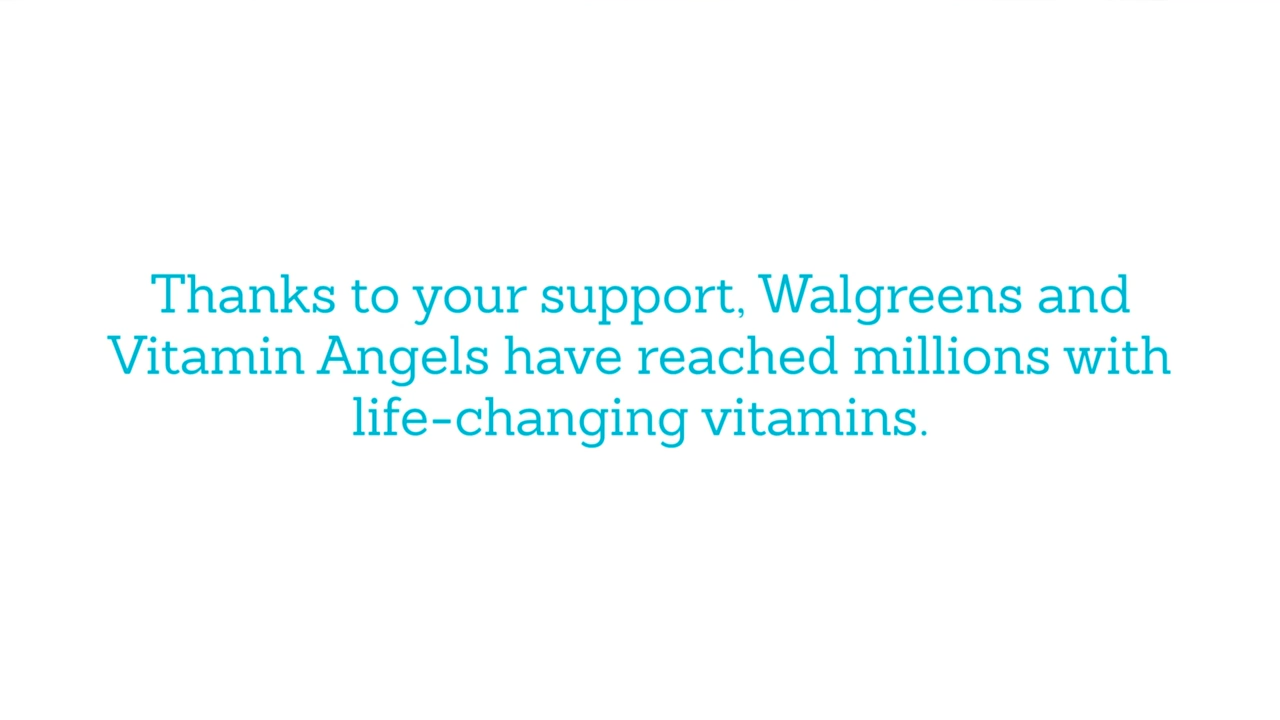 Thanks to your support, Walgreens and
Vitamin Angels have reached millions with
life-changing vitamins.